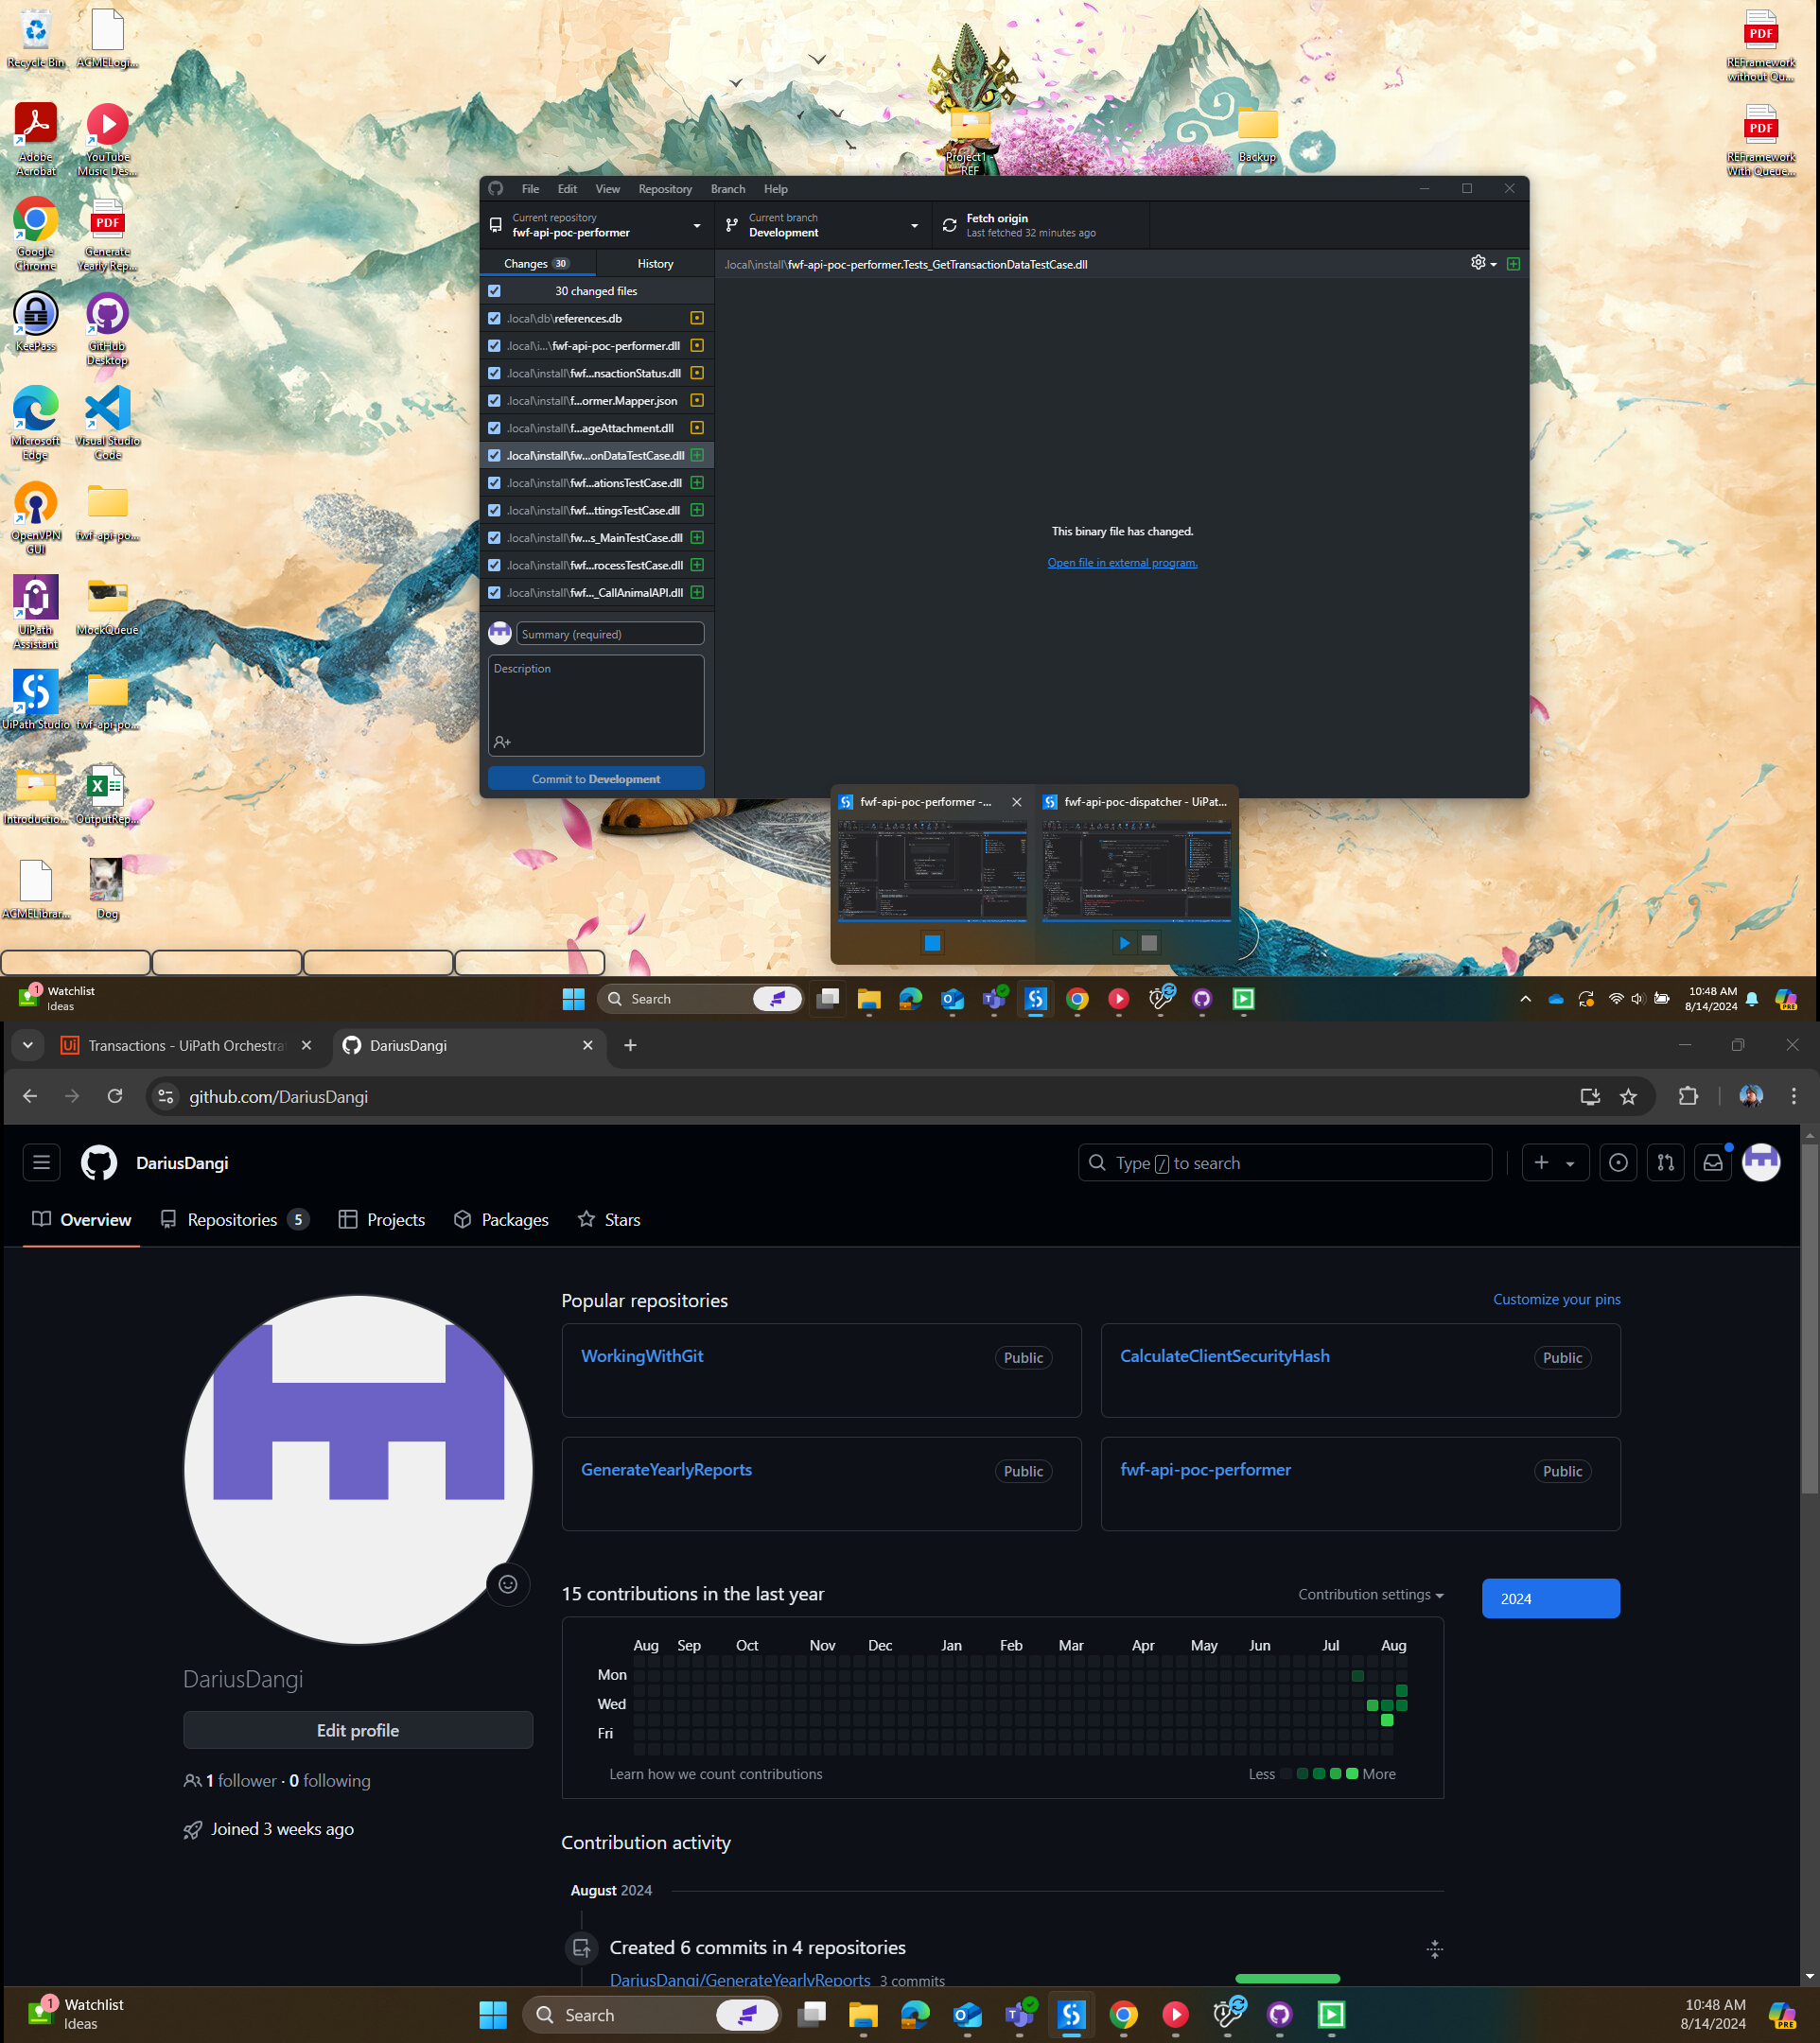 Recycle Bin
ACMELogi...
Adobe Acrobat
YouTube Music Des...
Google Chrome
Generate Yearly Rep...
KeePass
GitHub Desktop
Microsoft Edge
Visual Studio Code
OpenVPN GUI
fwf-api-po...
UiPath Assistant
MockQueue
UiPath Studio
fwf-api-po...
Introductio...
OutputRep...
ACMELibrar...
Dog
Project1 - REF
Backup
PDF
REFramework without Qu...
PDF
REFramework With Queue...
File Edit View Repository Branch Help
Current repository
fwf-api-poc-performer
Current branch
Development
Fetch origin
Last fetched 32 minutes ago
Changes 30
History
.local\install\fwf-api-poc-performer.Tests_GetTransactionDataTestCase.dll
30 changed files
.local\db\references.db
.local\i...\fwf-api-poc-performer.dll
.local\install\fwf...nsactionStatus.dll
.local\install\f...ormer.Mapper.json
.local\install\f...ageAttachment.dll
.local\install\fw...onDataTestCase.dll
.local\install\fwf...ationsTestCase.dll
.local\install\fwf...ttingsTestCase.dll
.local\install\fw...s_MainTestCase.dll
.local\install\fwf...rocessTestCase.dll
.local\install\fwf..._CallAnimalAPI.dll
This binary file has changed.
Open file in external program.
Summary (required)
Description
Commit to Development
fwf-api-poc-performer -...
fwf-api-poc-dispatcher - UiPat...
1
Watchlist
Ideas
Search
10:48 AM
8/14/2024
PRE
Transactions - UiPath Orchestra
DariusDangi
github.com/DariusDangi
DariusDangi
Type / to search
Overview
Repositories 5
Projects
Packages
Stars
Popular repositories
Customize your pins
WorkingWithGit Public
CalculateClientSecurityHash Public
GenerateYearlyReports Public
fwf-api-poc-performer Public
15 contributions in the last year
Contribution settings
2024
Aug Sep Oct Nov Dec Jan Feb Mar Apr May Jun Jul Aug
Mon
Wed
Fri
Learn how we count contributions
Less More
DariusDangi
Edit profile
1 follower · 0 following
Joined 3 weeks ago
Contribution activity
August 2024
Created 6 commits in 4 repositories
DariusDangi/GenerateYearlyReports 3 commits
1
Watchlist
Ideas
Search
10:48 AM
8/14/2024
PRE